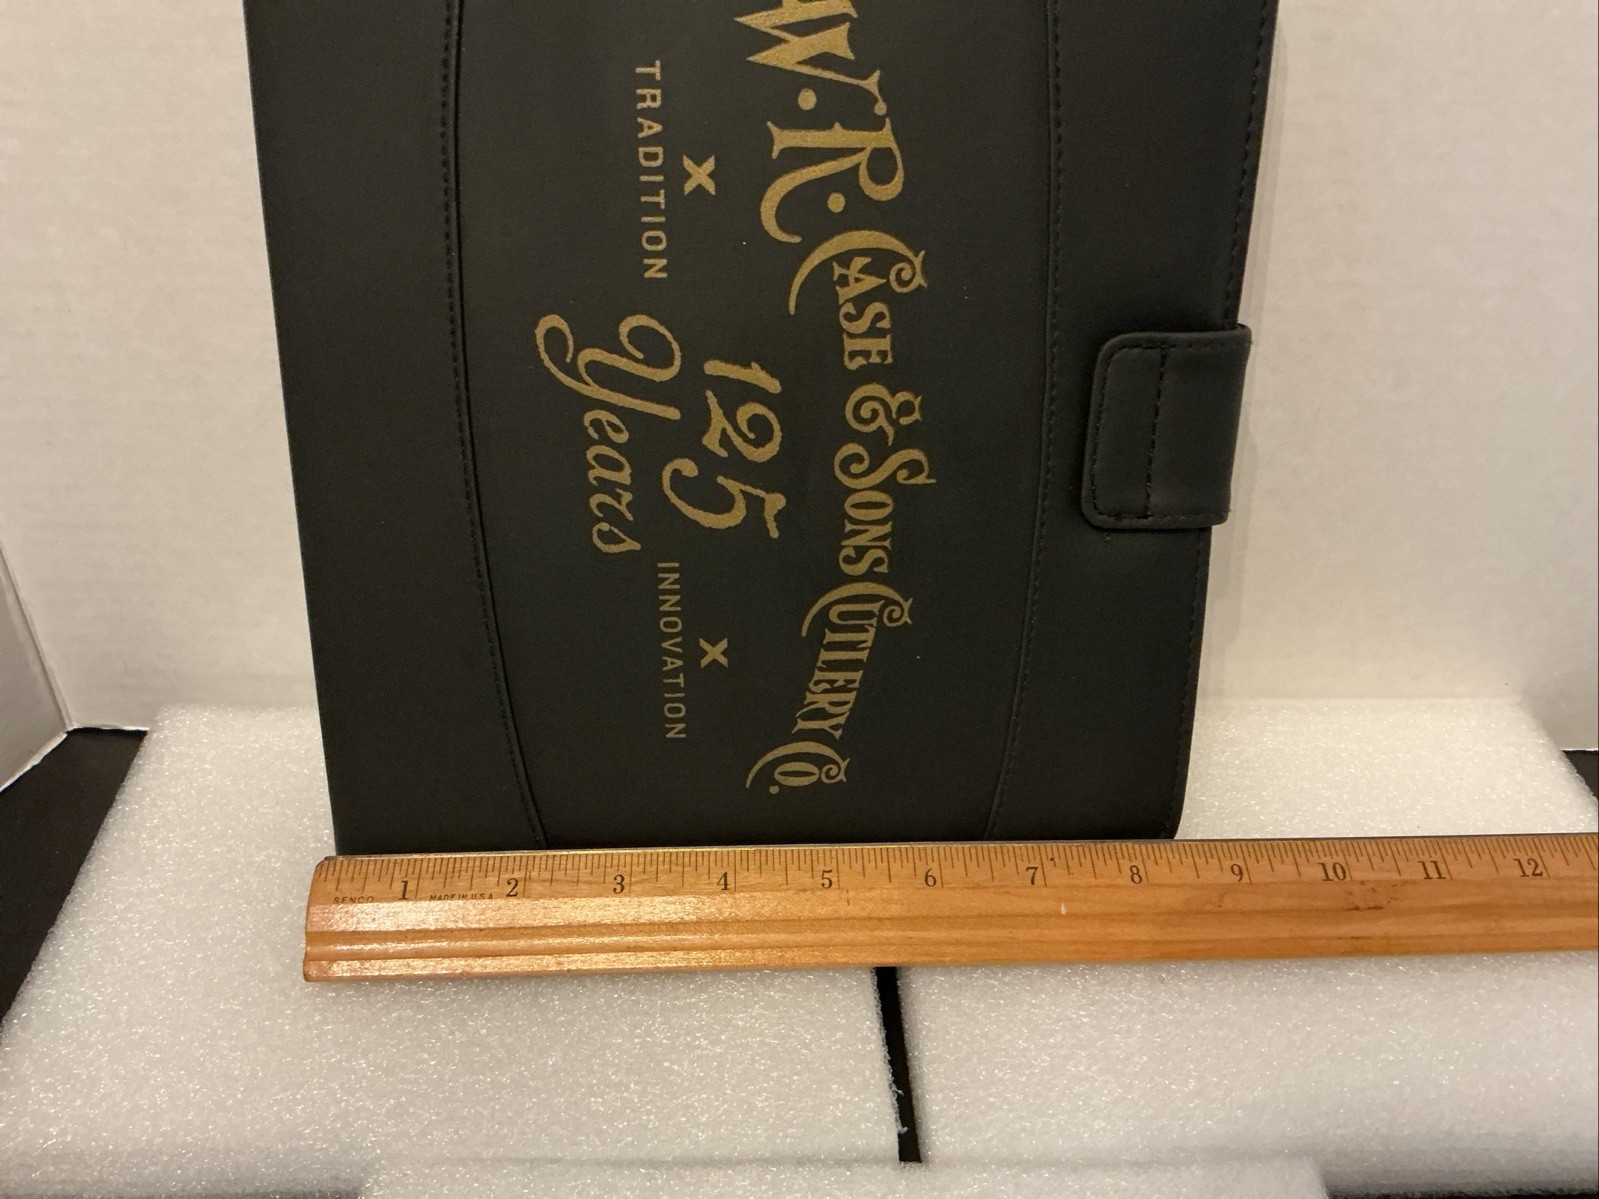 W. R. CASE & SONS CUTLERY CO.
X 125 X
TRADITION Years INNOVATION
1 2 3 4 5 6 7 8 9 10 11 12
SENCO MADE IN U.S.A